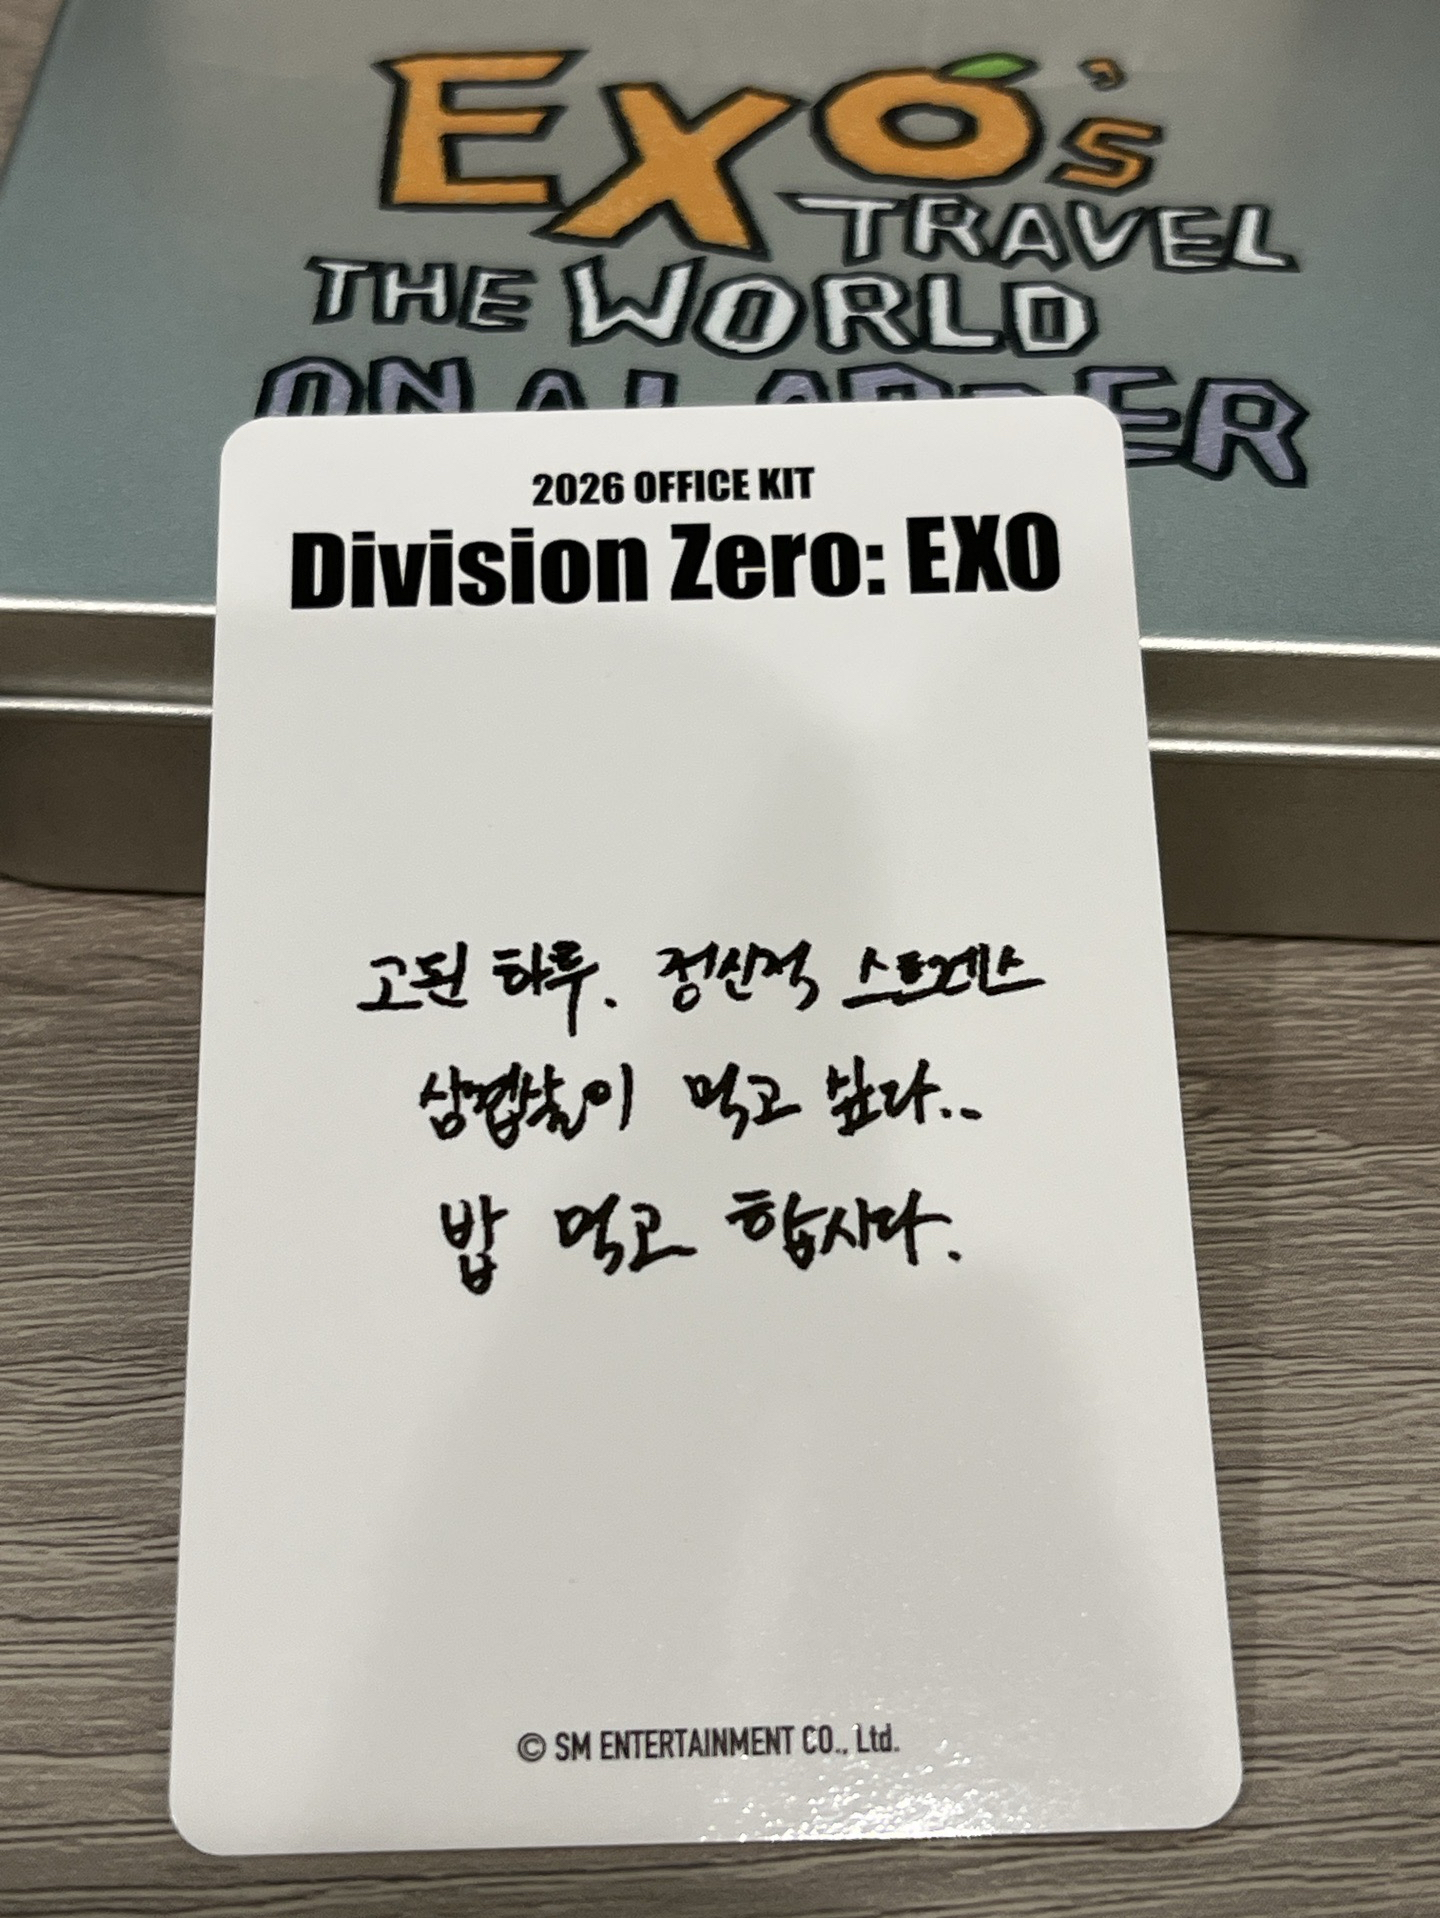 EXO's
TRAVEL
THE WORLD
ON A LADDER
2026 OFFICE KIT
Division Zero: EXO
고된 하루. 정신적 스트레스
삼겹살이 먹고 싶다..
밥 먹고 합시다.
© SM ENTERTAINMENT CO., Ltd.